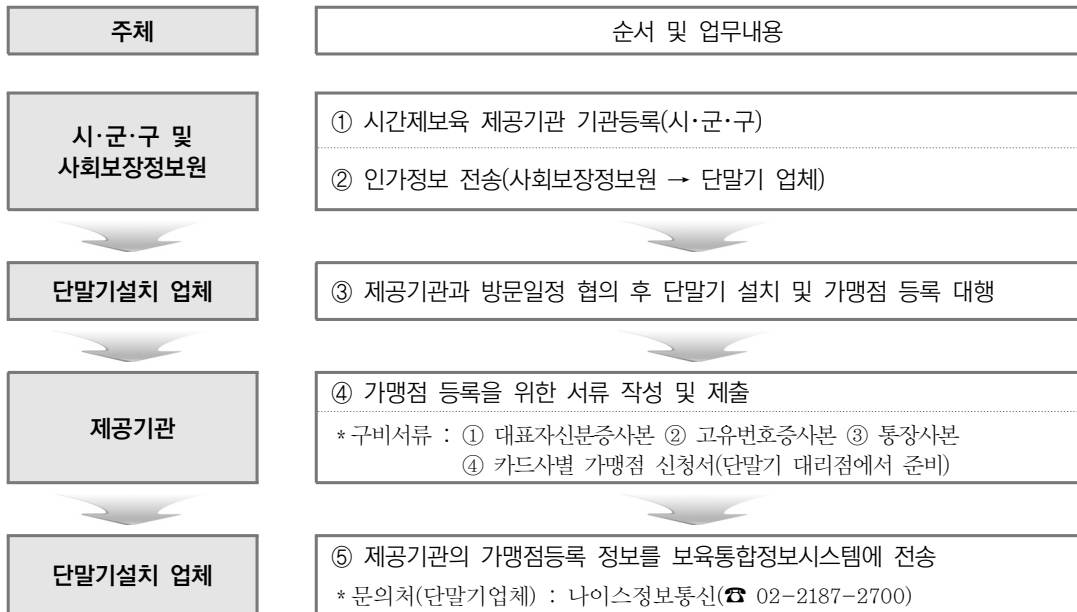 주체
순서 및 업무내용
시·군·구 및
사회보장정보원
① 시간제보육 제공기관 기관등록(시·군·구)
② 인가정보 전송(사회보장정보원 → 단말기 업체)
단말기설치 업체
③ 제공기관과 방문일정 협의 후 단말기 설치 및 가맹점 등록 대행
제공기관
④ 가맹점 등록을 위한 서류 작성 및 제출
* 구비서류 : ① 대표자신분증사본 ② 고유번호증사본 ③ 통장사본
④ 카드사별 가맹점 신청서(단말기 대리점에서 준비)
단말기설치 업체
⑤ 제공기관의 가맹점등록 정보를 보육통합정보시스템에 전송
* 문의처(단말기업체) : 나이스정보통신(☎ 02-2187-2700)